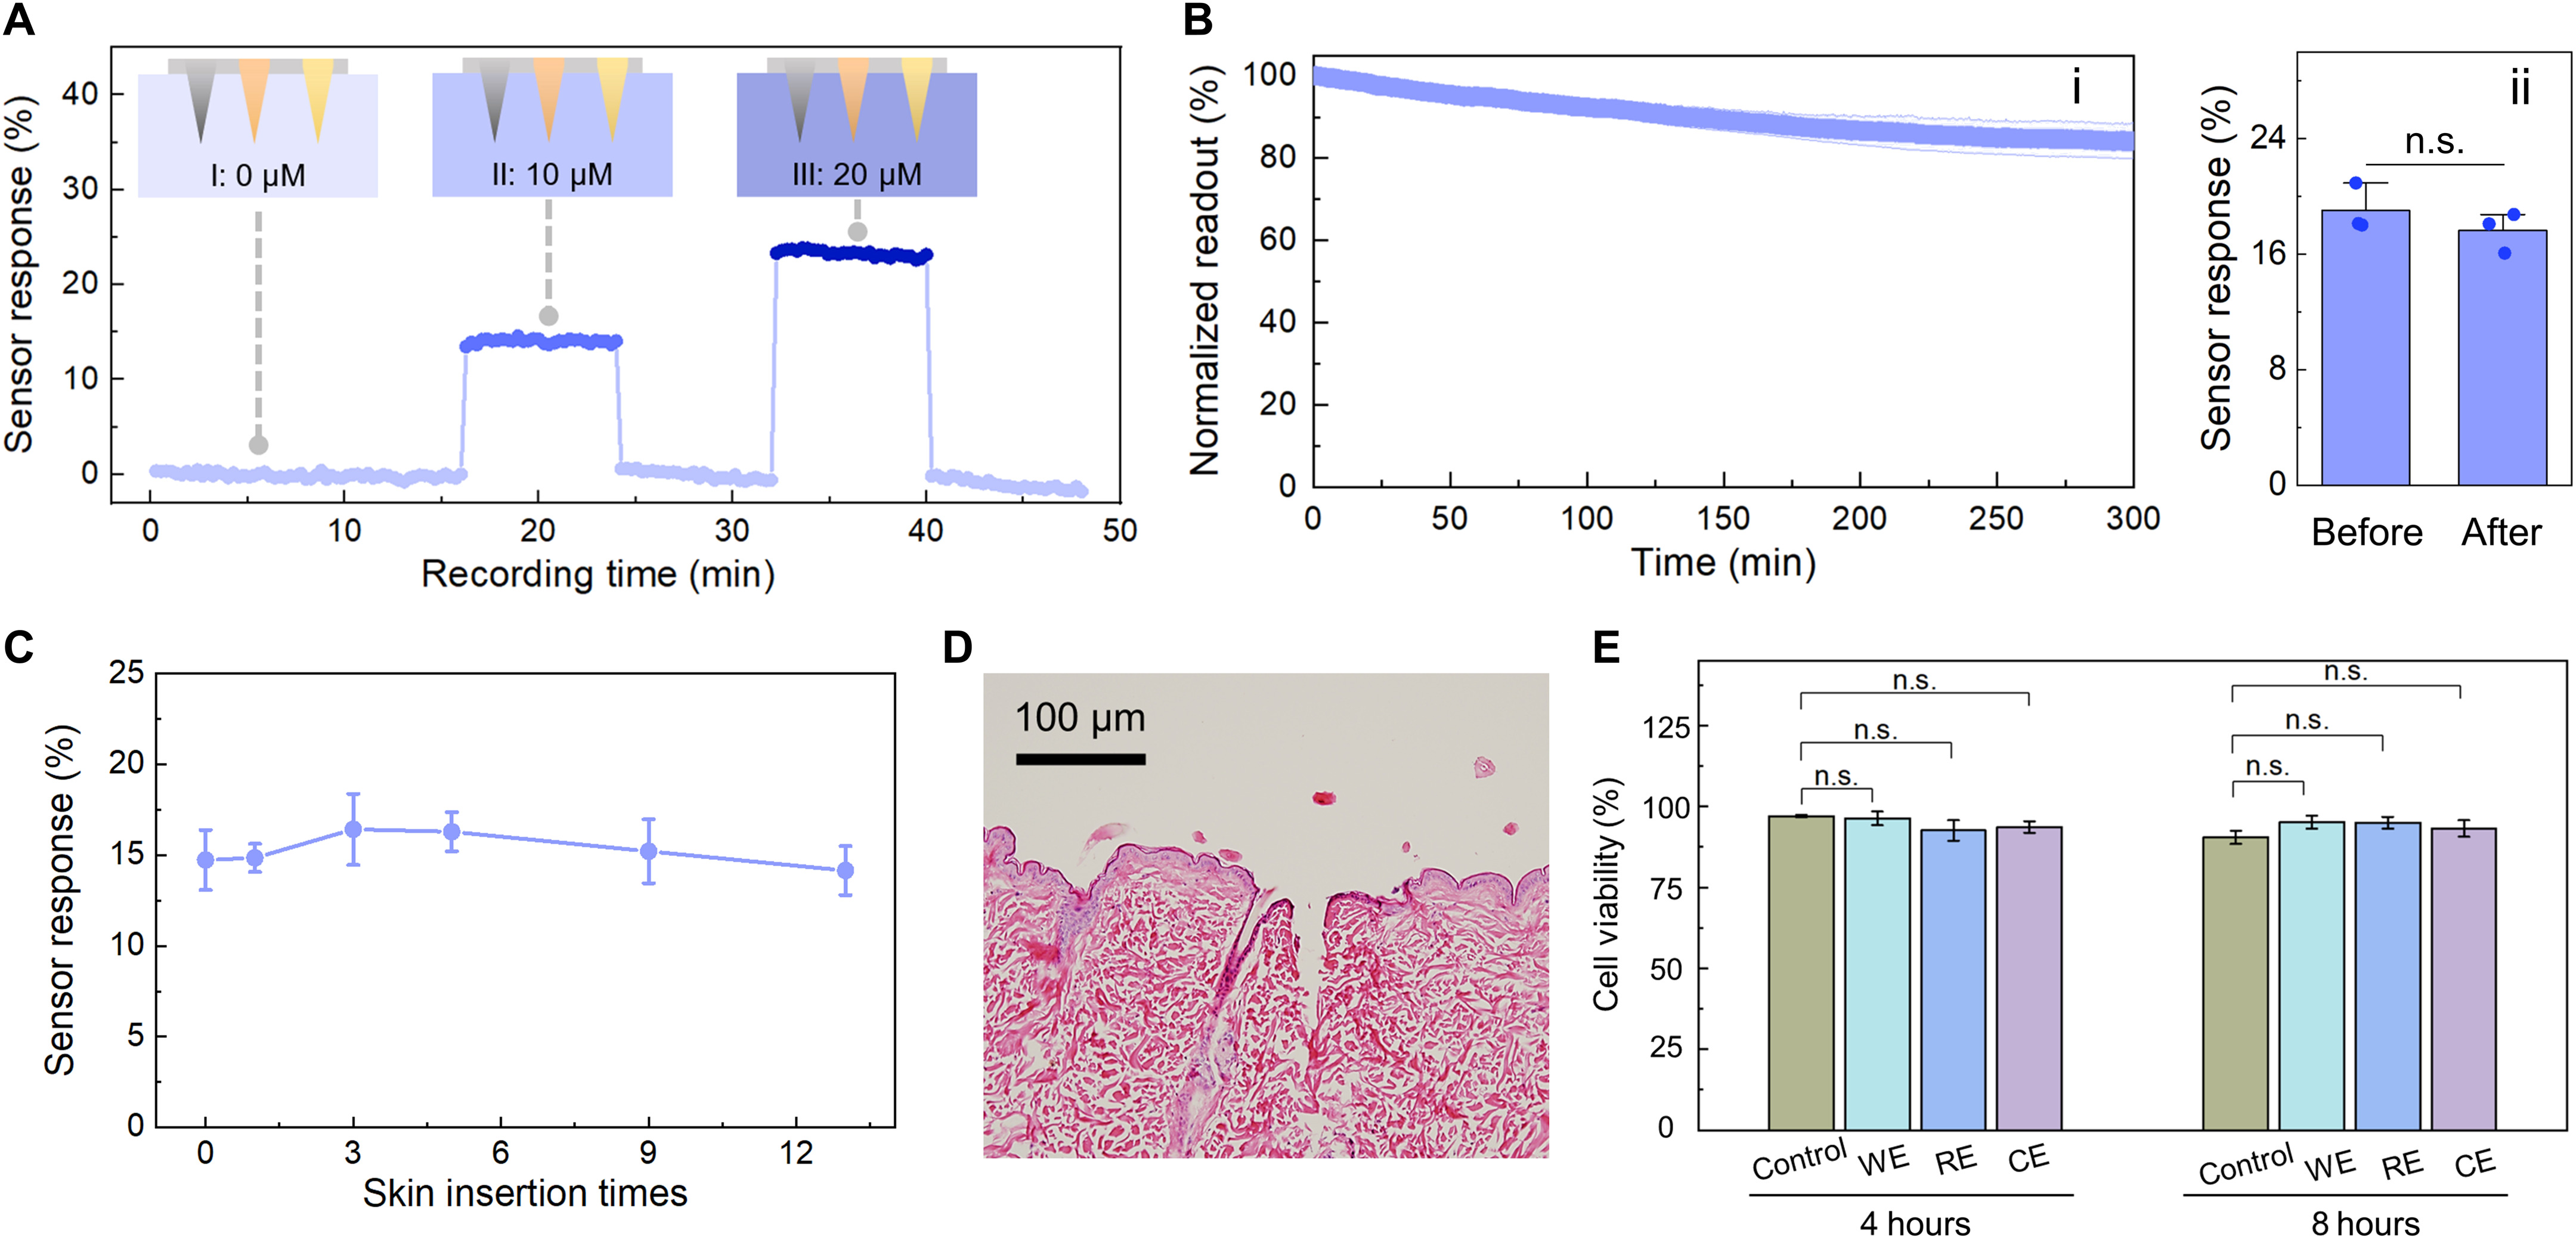 A
Sensor response (%)
40
30
20
10
0
I: 0 µM
II: 10 µM
III: 20 µM
0 10 20 30 40 50
Recording time (min)
B
Normalized readout (%)
100
80
60
40
20
0
i
0 50 100 150 200 250 300
Time (min)
Sensor response (%)
24
16
8
0
ii
n.s.
Before After
C
Sensor response (%)
25
20
15
10
5
0
0 3 6 9 12
Skin insertion times
D
100 µm
E
Cell viability (%)
125
100
75
50
25
0
n.s.
n.s.
n.s.
n.s.
n.s.
n.s.
Control WE RE CE
Control WE RE CE
4 hours
8 hours